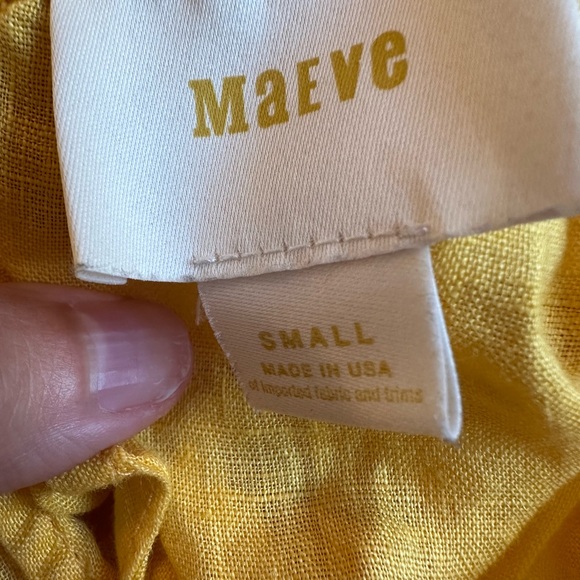 MaEve
SMALL
MADE IN USA
of imported fabric and trims